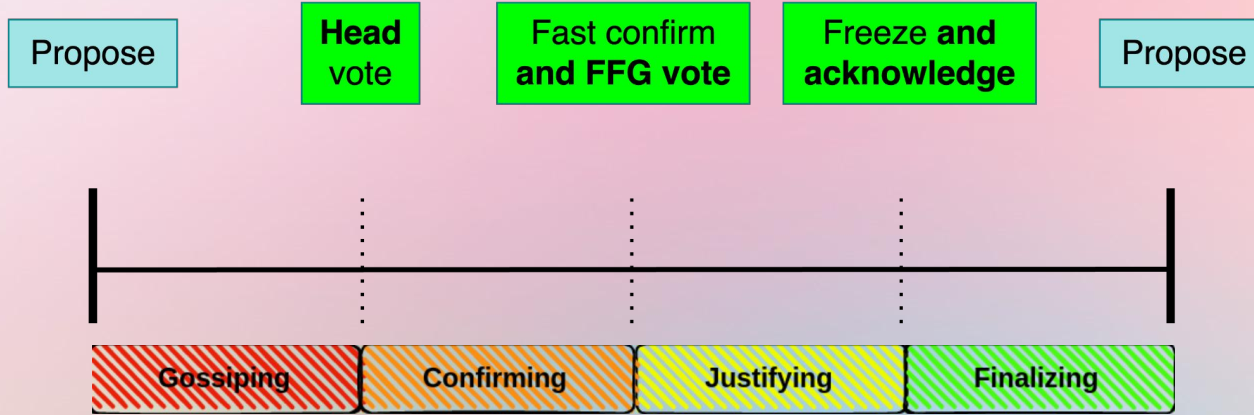 Propose
Head
vote
Fast confirm
and FFG vote
Freeze and
acknowledge
Propose
Gossiping
Confirming
Justifying
Finalizing